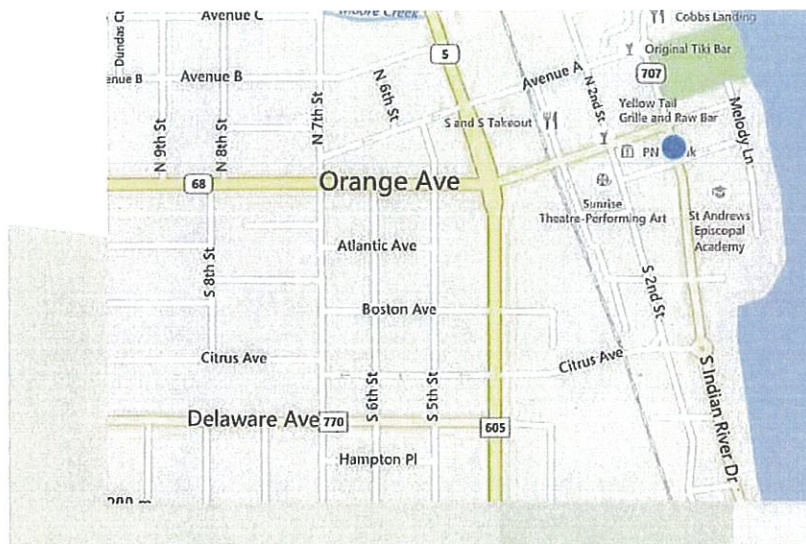 Moore Creek
Cobbs Landing
Avenue C
Dundas Ct
Original Tiki Bar
5
Avenue A
707
enue B
Avenue B
N 6th St
N 2nd St
Yellow Tail
Grille and Raw Bar
Melody Ln
N 9th St
N 8th St
N 7th St
S and S Takeout
PN
68
Orange Ave
Sunrise
Theatre-Performing Art
St Andrews
Episcopal
Academy
Atlantic Ave
S 8th St
S 2nd St
Boston Ave
Citrus Ave
Citrus Ave
S 6th St
S 5th St
S Indian River Dr
Delaware Ave
770
605
Hampton Pl
200 m